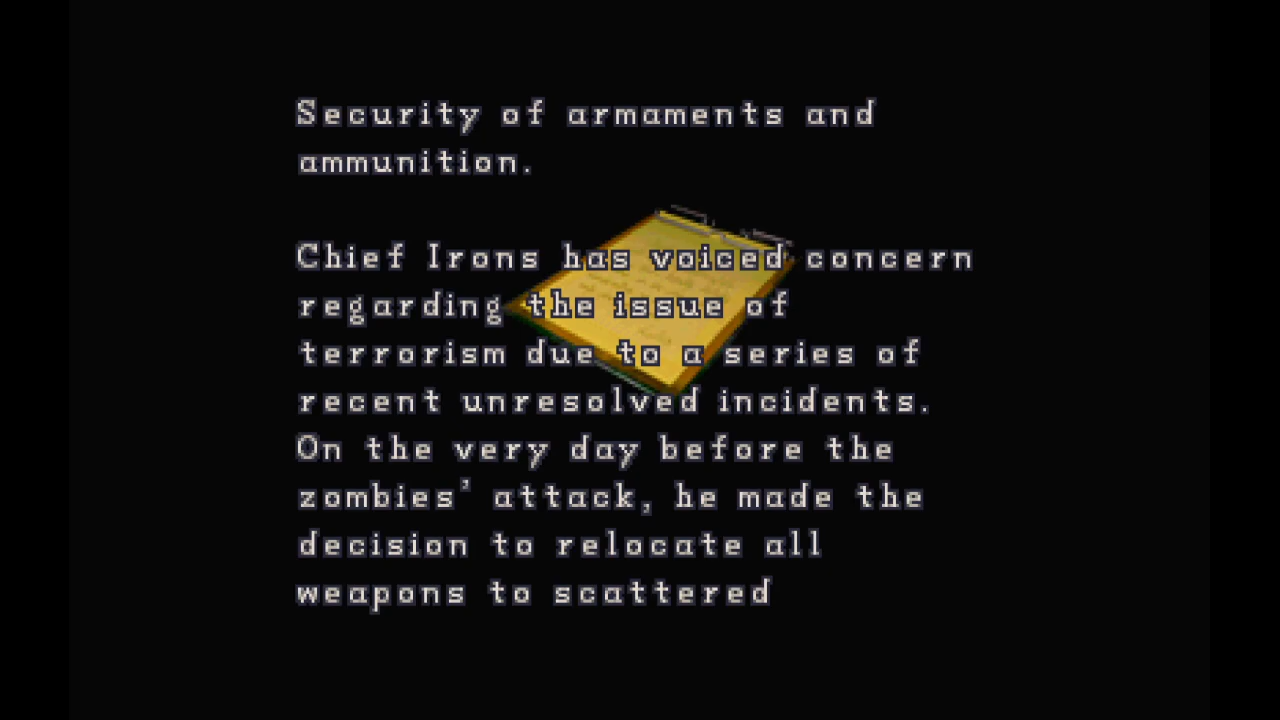 Security of armaments and
ammunition.
Chief Irons has voiced concern
regarding the issue of
terrorism due to a series of
recent unresolved incidents.
On the very day before the
zombies' attack, he made the
decision to relocate all
weapons to scattered